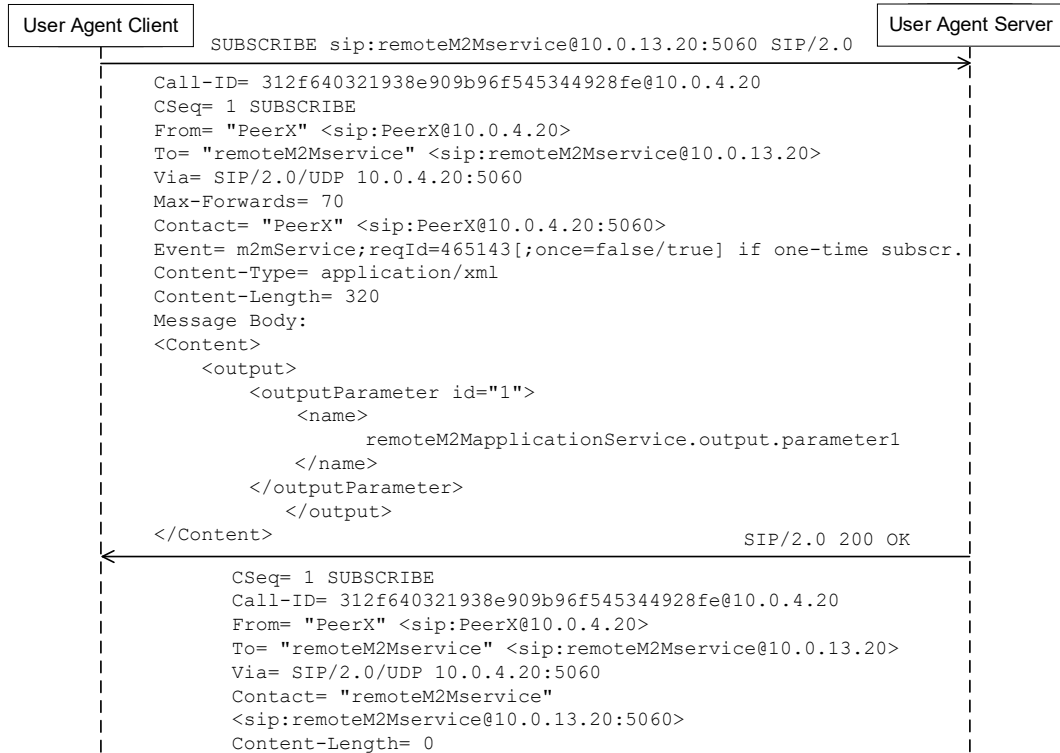 User Agent Client
User Agent Server
SUBSCRIBE sip:remoteM2Mservice@10.0.13.20:5060 SIP/2.0
Call-ID= 312f640321938e909b96f545344928fe@10.0.4.20
CSeq= 1 SUBSCRIBE
From= "PeerX" <sip:PeerX@10.0.4.20>
To= "remoteM2Mservice" <sip:remoteM2Mservice@10.0.13.20>
Via= SIP/2.0/UDP 10.0.4.20:5060
Max-Forwards= 70
Contact= "PeerX" <sip:PeerX@10.0.4.20:5060>
Event= m2mService;reqId=465143[;once=false/true] if one-time subscr.
Content-Type= application/xml
Content-Length= 320
Message Body:
<Content>
<output>
<outputParameter id="1">
<name>
remoteM2MapplicationService.output.parameter1
</name>
</outputParameter>
</output>
</Content>
SIP/2.0 200 OK
CSeq= 1 SUBSCRIBE
Call-ID= 312f640321938e909b96f545344928fe@10.0.4.20
From= "PeerX" <sip:PeerX@10.0.4.20>
To= "remoteM2Mservice" <sip:remoteM2Mservice@10.0.13.20>
Via= SIP/2.0/UDP 10.0.4.20:5060
Contact= "remoteM2Mservice"
<sip:remoteM2Mservice@10.0.13.20:5060>
Content-Length= 0